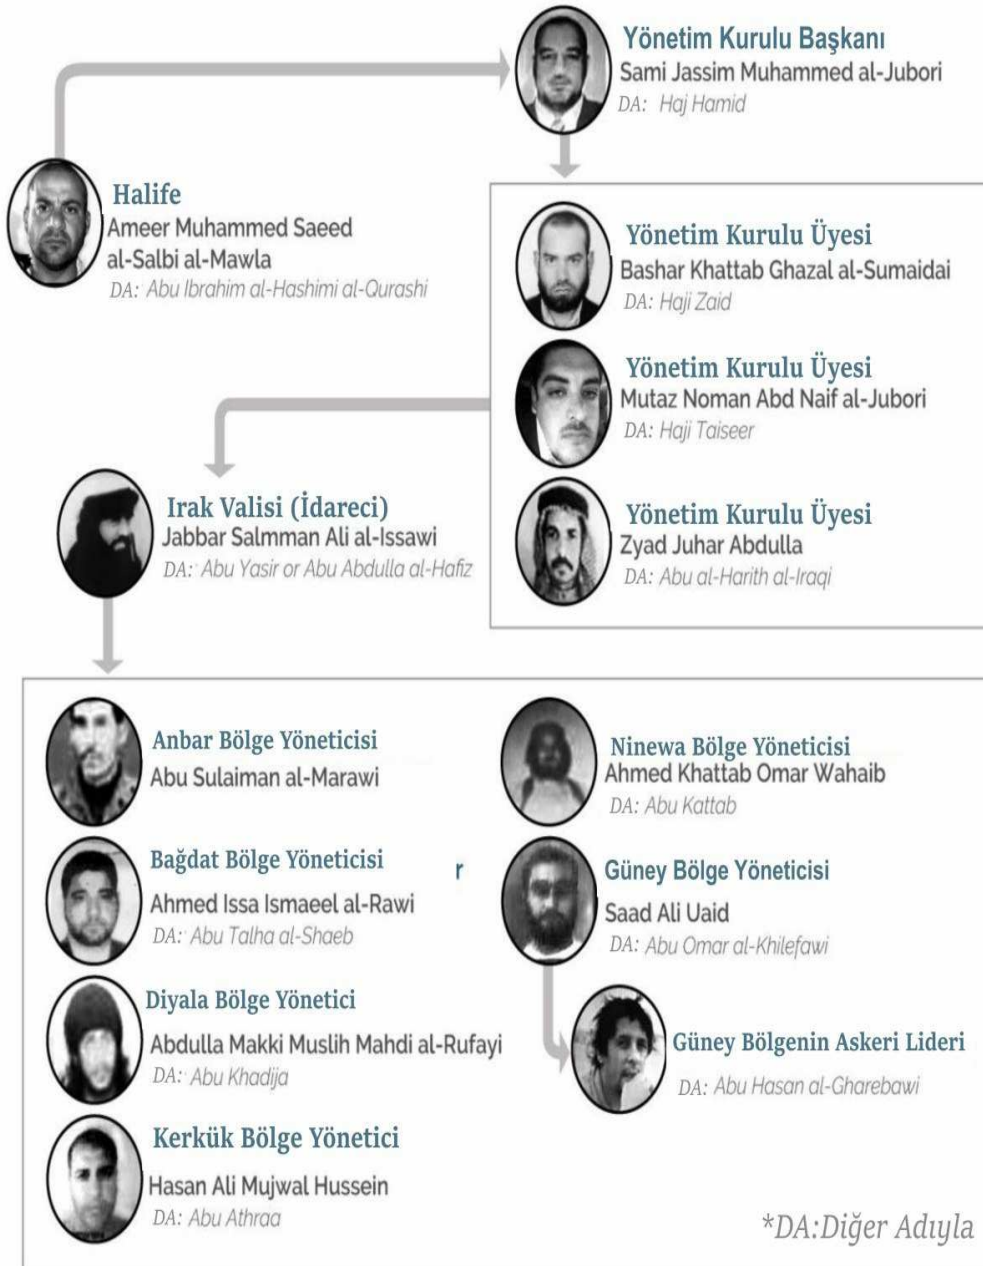 Yönetim Kurulu Başkanı
Sami Jassim Muhammed al-Jubori
DA: Haj Hamid
Halife
Ameer Muhammed Saeed
al-Salbi al-Mawla
DA: Abu Ibrahim al-Hashimi al-Qurashi
Yönetim Kurulu Üyesi
Bashar Khattab Ghazal al-Sumaidai
DA: Haji Zaid
Yönetim Kurulu Üyesi
Mutaz Noman Abd Naif al-Jubori
DA: Haji Taiseer
Yönetim Kurulu Üyesi
Zyad Juhar Abdulla
DA: Abu al-Harith al-Iraqi
Irak Valisi (İdareci)
Jabbar Salmman Ali al-Issawi
DA: Abu Yasir or Abu Abdulla al-Hafiz
Anbar Bölge Yöneticisi
Abu Sulaiman al-Marawi
Bağdat Bölge Yöneticisi
r
Ahmed Issa Ismaeel al-Rawi
DA: Abu Talha al-Shaeb
Diyala Bölge Yönetici
Abdulla Makki Muslih Mahdi al-Rufayi
DA: Abu Khadija
Kerkük Bölge Yönetici
Hasan Ali Mujwal Hussein
DA: Abu Athraa
Ninewa Bölge Yöneticisi
Ahmed Khattab Omar Wahaib
DA: Abu Kattab
Güney Bölge Yöneticisi
Saad Ali Uaid
DA: Abu Omar al-Khilefawi
Güney Bölgenin Askeri Lideri
DA: Abu Hasan al-Gharebawi
*DA:Diğer Adıyla